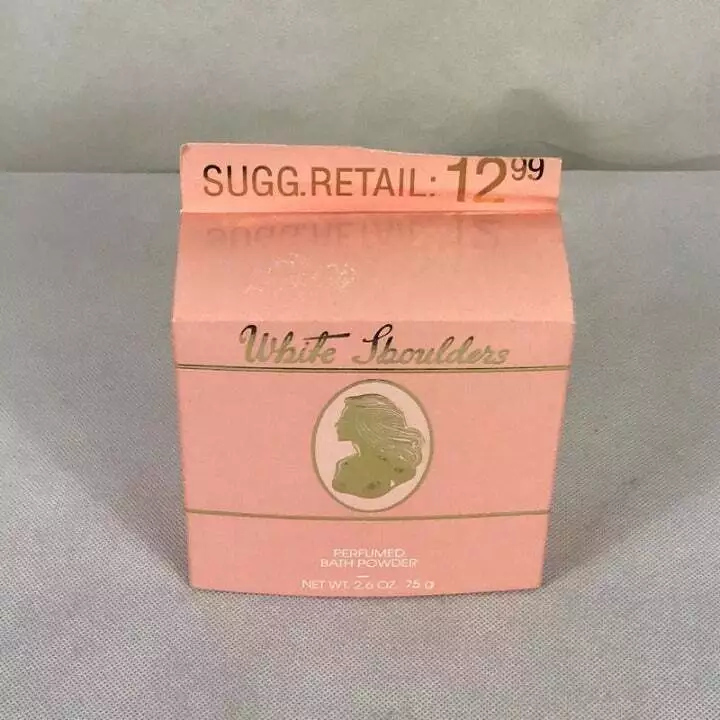 SUGG.RETAIL: 12.99
White Shoulders
PERFUMED
BATH POWDER
NET WT. 2.6 OZ. 75 g